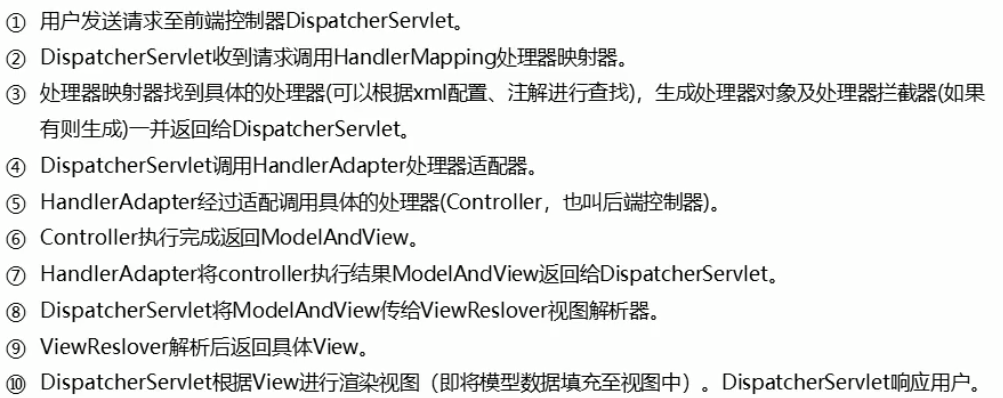 ① 用户发送请求至前端控制器DispatcherServlet。
② DispatcherServlet收到请求调用HandlerMapping处理器映射器。
③ 处理器映射器找到具体的处理器(可以根据xml配置、注解进行查找)，生成处理器对象及处理器拦截器(如果
有则生成)一并返回给DispatcherServlet。
④ DispatcherServlet调用HandlerAdapter处理器适配器。
⑤ HandlerAdapter经过适配调用具体的处理器(Controller，也叫后端控制器)。
⑥ Controller执行完成返回ModelAndView。
⑦ HandlerAdapter将controller执行结果ModelAndView返回给DispatcherServlet。
⑧ DispatcherServlet将ModelAndView传给ViewReslover视图解析器。
⑨ ViewReslover解析后返回具体View。
⑩ DispatcherServlet根据View进行渲染视图（即将模型数据填充至视图中）。DispatcherServlet响应用户。